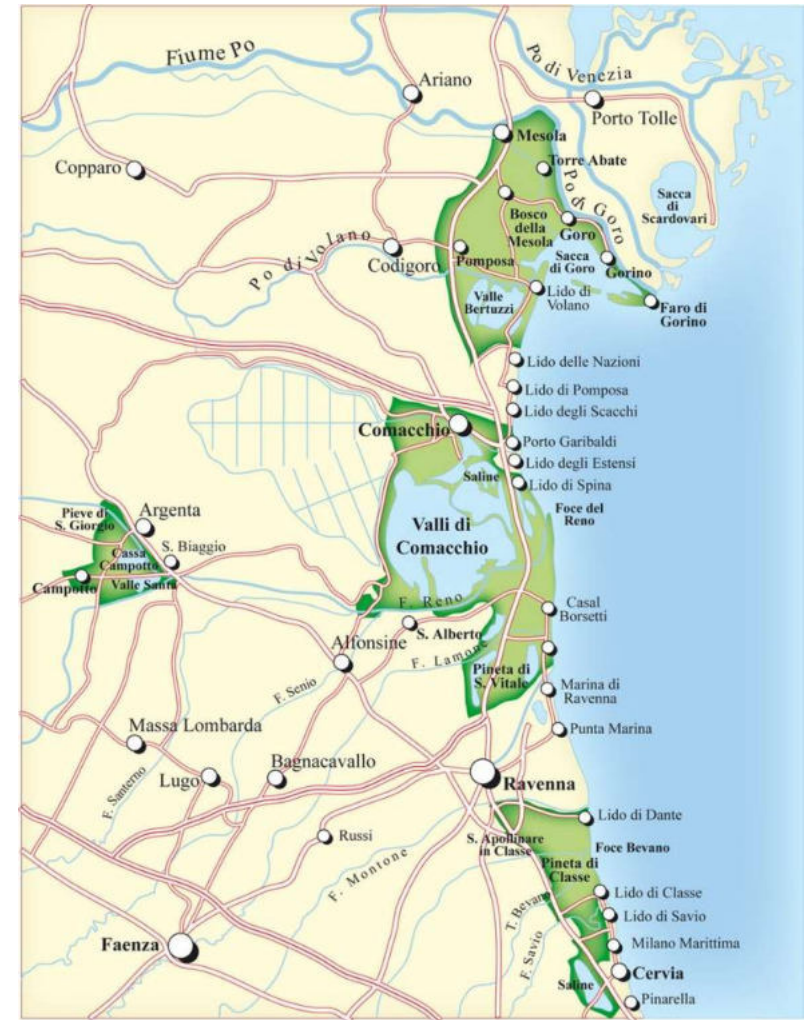 Fiume Po
Ariano
Po di Venezia
Porto Tolle
Mesola
Copparo
Torre Abate
Po di Goro
Sacca
di
Scardovari
Bosco
della
Mesola
Goro
Po di Volano
Codigoro
Pomposa
Sacca
di Goro
Gorino
Valle
Bertuzzi
Lido di
Volano
Faro di
Gorino
Lido delle Nazioni
Lido di Pomposa
Lido degli Scacchi
Comacchio
Porto Garibaldi
Lido degli Estensi
Saline
Lido di Spina
Pieve di
S. Giorgio
Argenta
Valli di
Comacchio
Foce del
Reno
Cassa
Campotto
S. Biaggio
Campotto
Valle Santa
F. Reno
Casal
Borsetti
S. Alberto
Alfonsine
F. Lamone
F. Senio
Pineta di
S. Vitale
Marina di
Ravenna
Massa Lombarda
Punta Marina
Lugo
Bagnacavallo
Ravenna
F. Santerno
Lido di Dante
Russi
S. Apollinare
in Classe
Foce Bevano
F. Montone
Pineta di
Classe
Lido di Classe
T. Bevano
Lido di Savio
Faenza
F. Savio
Milano Marittima
Cervia
Saline
Pinarella